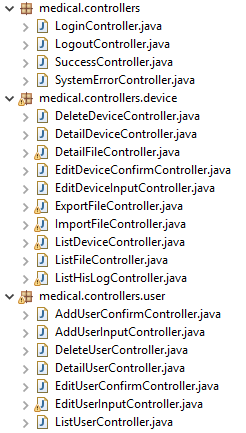 medical.controllers
LoginController.java
LogoutController.java
SuccessController.java
SystemErrorController.java
medical.controllers.device
DeleteDeviceController.java
DetailDeviceController.java
DetailFileController.java
EditDeviceConfirmController.java
EditDeviceInputController.java
ExportFileController.java
ImportFileController.java
ListDeviceController.java
ListFileController.java
ListHisLogController.java
medical.controllers.user
AddUserConfirmController.java
AddUserInputController.java
DeleteUserController.java
DetailUserController.java
EditUserConfirmController.java
EditUserInputController.java
ListUserController.java